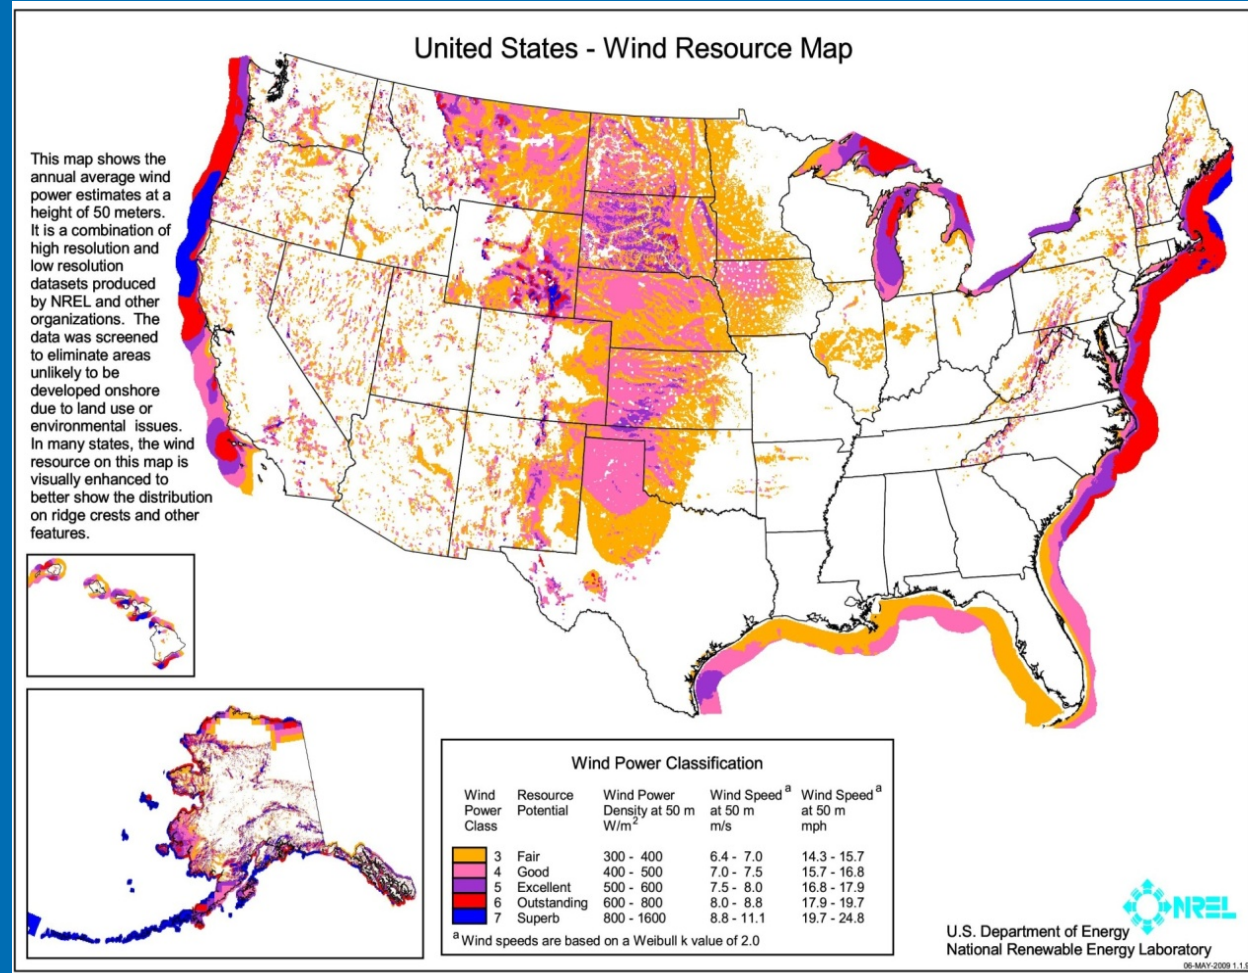 United States - Wind Resource Map
This map shows the
annual average wind
power estimates at a
height of 50 meters.
It is a combination of
high resolution and
low resolution
datasets produced
by NREL and other
organizations.  The
data was screened
to eliminate areas
unlikely to be
developed onshore
due to land use or
environmental  issues.
In many states, the wind
resource on this map is
visually enhanced to
better show the distribution
on ridge crests and other
features.
Wind Power Classification
Wind Power Class Resource Potential Wind Power Density at 50 m W/m² Wind Speed ᵃ at 50 m m/s Wind Speed ᵃ at 50 m mph
3 Fair 300 - 400 6.4 - 7.0 14.3 - 15.7
4 Good 400 - 500 7.0 - 7.5 15.7 - 16.8
5 Excellent 500 - 600 7.5 - 8.0 16.8 - 17.9
6 Outstanding 600 - 800 8.0 - 8.8 17.9 - 19.7
7 Superb 800 - 1600 8.8 - 11.1 19.7 - 24.8
ᵃ Wind speeds are based on a Weibull k value of 2.0
NREL
U.S. Department of Energy
National Renewable Energy Laboratory
06-MAY-2009 1.1.9